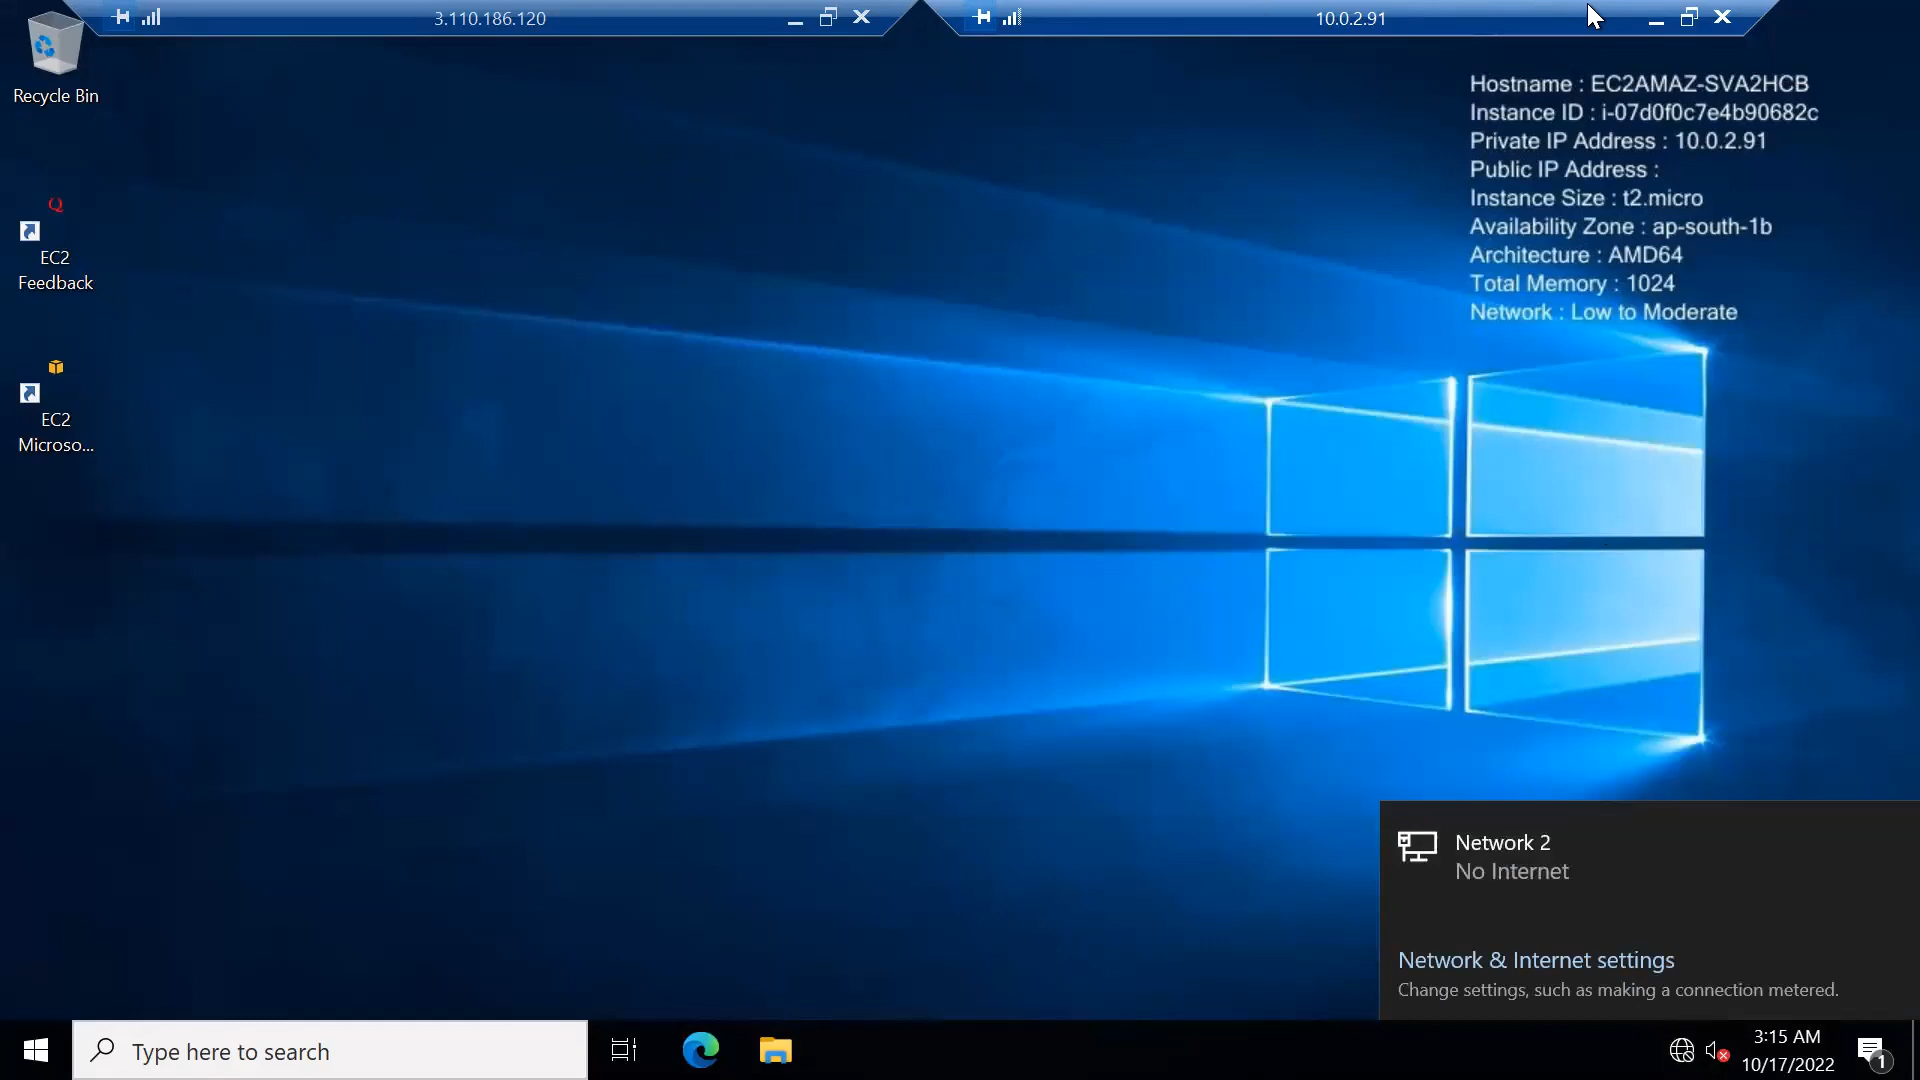 3.110.186.120
10.0.2.91
Recycle Bin
Hostname : EC2AMAZ-SVA2HCB
Instance ID : i-07d0f0c7e4b90682c
Private IP Address : 10.0.2.91
Public IP Address :
Instance Size : t2.micro
Availability Zone : ap-south-1b
Architecture : AMD64
Total Memory : 1024
Network : Low to Moderate
EC2
Feedback
EC2
Microso...
Network 2
No Internet
Network & Internet settings
Change settings, such as making a connection metered.
Type here to search
3:15 AM
10/17/2022
1